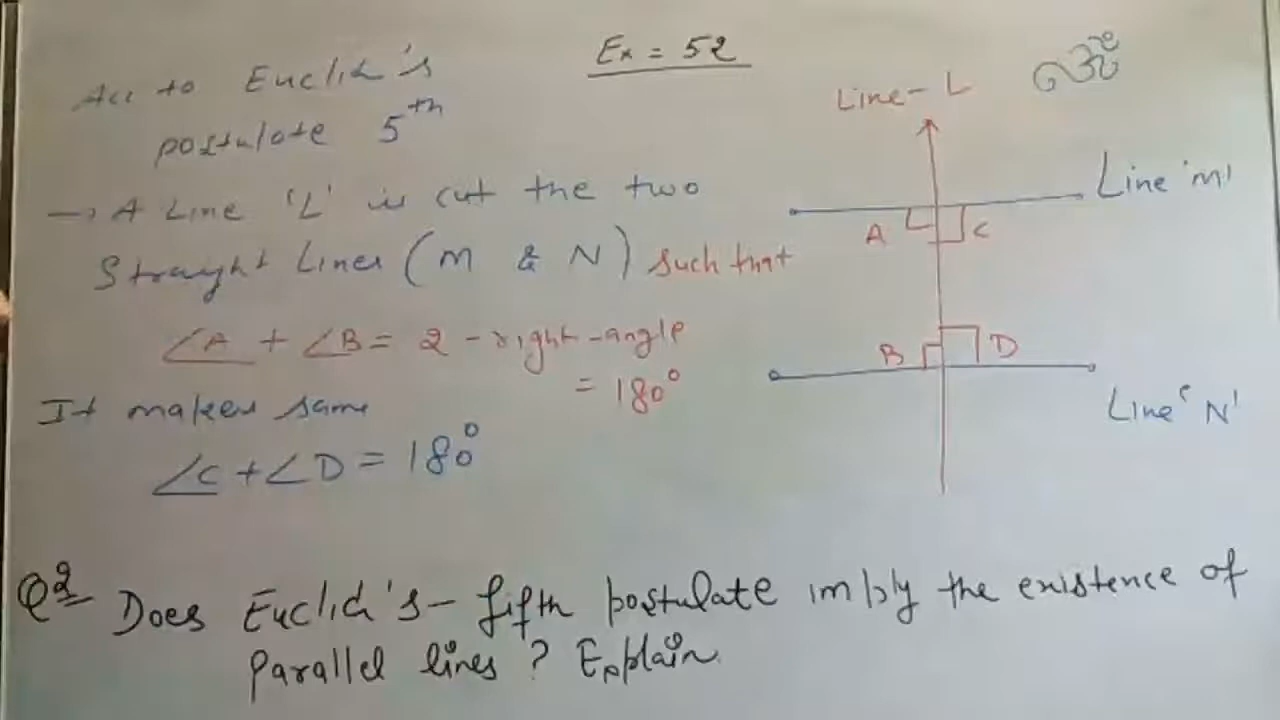 Ex = 52
ॐ
Acc to Euclid's
postulate 5th
→ A Line 'L' is cut the two
Straight Lines (M & N) such that
∠A + ∠B = 2 - right - angle
= 180°
It makes same
∠C + ∠D = 180°
Line - L
Line 'm'
A
C
B
D
Line 'N'
Q2 Does Euclid's - fifth postulate imply the existence of
parallel lines ? Explain.